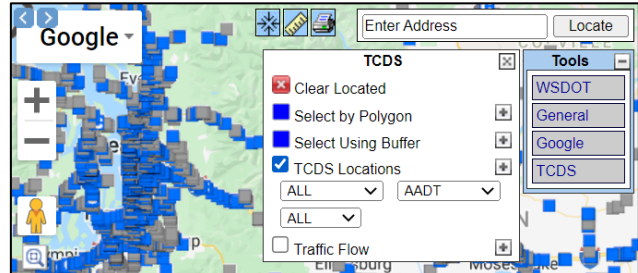 Google
Enter Address
Locate
TCDS
Clear Located
Select by Polygon
Select Using Buffer
TCDS Locations
ALL
AADT
ALL
Traffic Flow
Tools
WSDOT
General
Google
TCDS